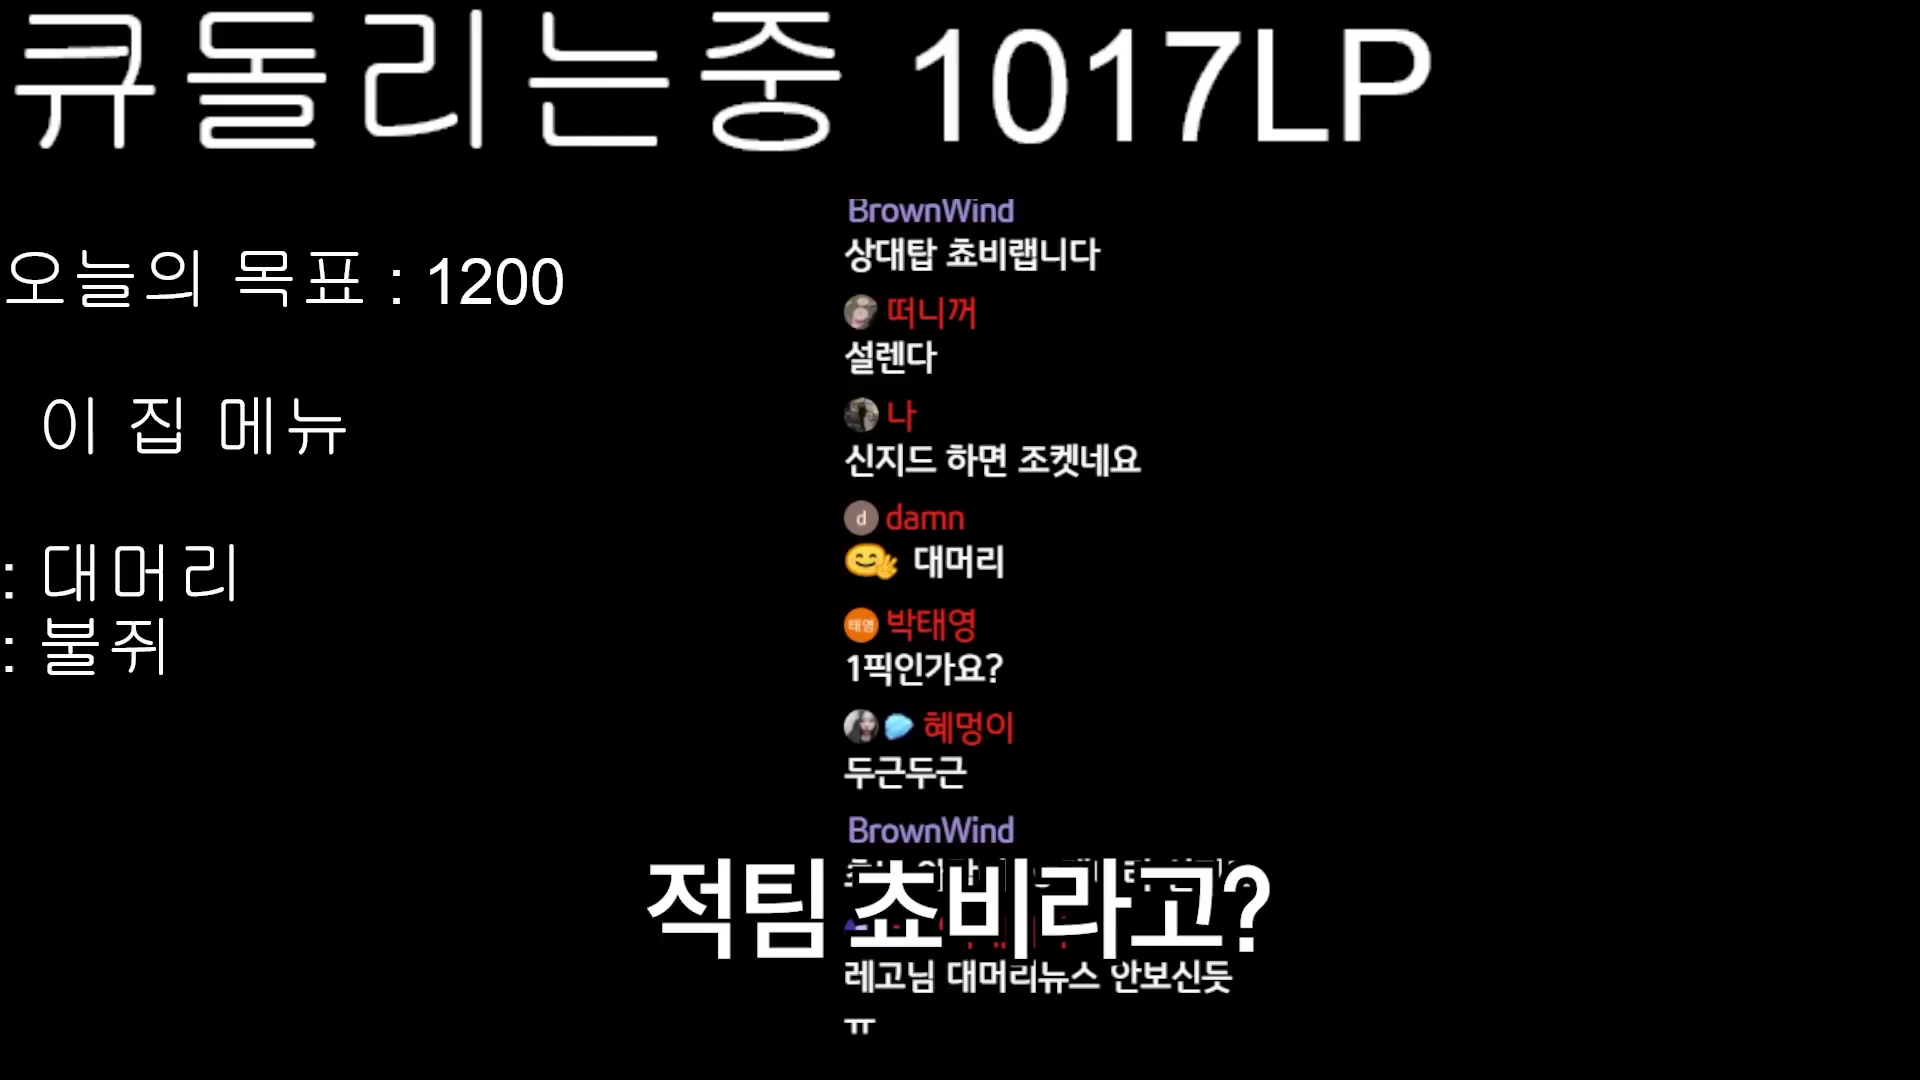 큐돌리는중 1017LP
오늘의 목표 : 1200
이 집 메뉴
: 대머리
: 불쥐
BrownWind
상대탑 쵸비랩니다
떠니꺼
설렌다
나
신지드 하면 조켓네요
d damn
대머리
태영 박태영
1픽인가요?
혜멍이
두근두근
BrownWind
적팀 쵸비라고?
레고님 대머리뉴스 안보신듯
ㅠ